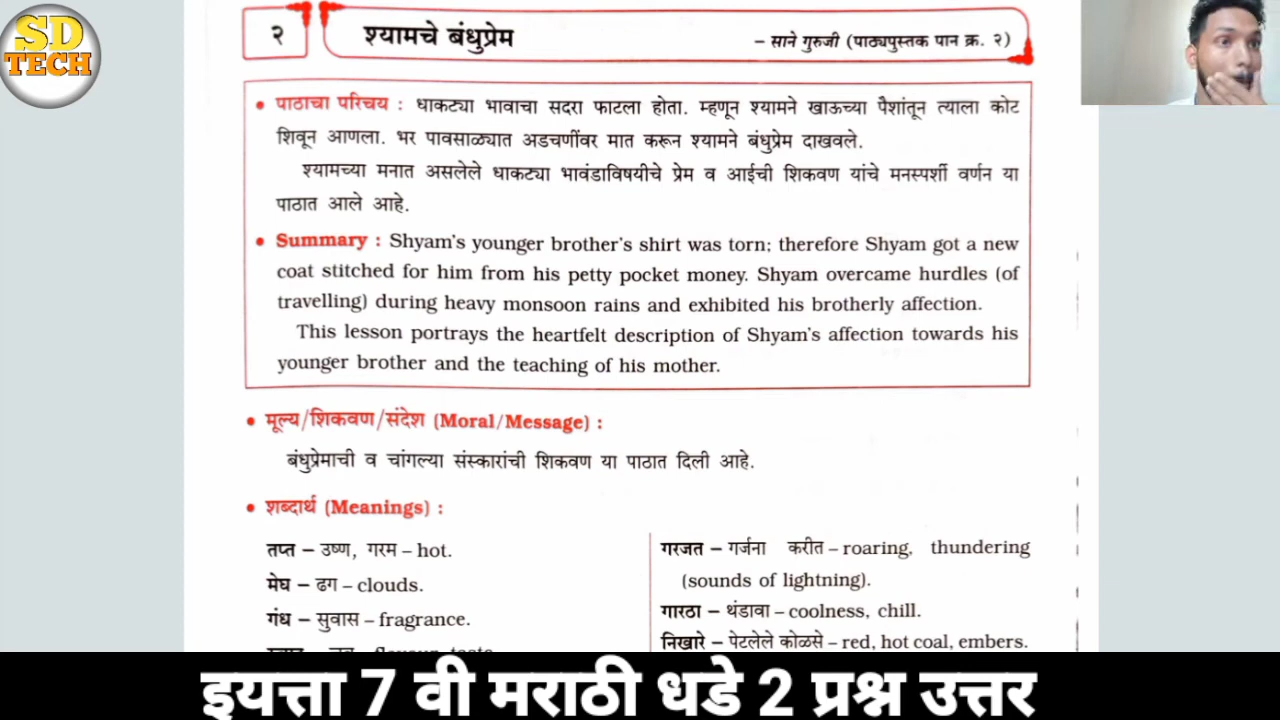 SD
TECH
२ श्यामचे बंधुप्रेम – साने गुरुजी (पाठ्यपुस्तक पान क्र. २)
• पाठाचा परिचय : धाकट्या भावाचा सदरा फाटला होता. म्हणून श्यामने खाऊच्या पैशांतून त्याला कोट
शिवून आणला. भर पावसाळ्यात अडचणींवर मात करून श्यामने बंधुप्रेम दाखवले.
श्यामच्या मनात असलेले धाकट्या भावंडाविषयीचे प्रेम व आईची शिकवण यांचे मनस्पर्शी वर्णन या
पाठात आले आहे.
• Summary : Shyam's younger brother's shirt was torn; therefore Shyam got a new
coat stitched for him from his petty pocket money. Shyam overcame hurdles (of
travelling) during heavy monsoon rains and exhibited his brotherly affection.
This lesson portrays the heartfelt description of Shyam's affection towards his
younger brother and the teaching of his mother.
• मूल्य/शिकवण/संदेश (Moral/Message) :
बंधुप्रेमाची व चांगल्या संस्कारांची शिकवण या पाठात दिली आहे.
• शब्दार्थ (Meanings) :
तप्त – उष्ण, गरम – hot.
मेघ – ढग – clouds.
गंध – सुवास – fragrance.
गरजत – गर्जना करीत – roaring, thundering
(sounds of lightning).
गारठा – थंडावा – coolness, chill.
निखारे – पेटलेले कोळसे – red, hot coal, embers.
इयत्ता 7 वी मराठी धडे 2 प्रश्न उत्तर